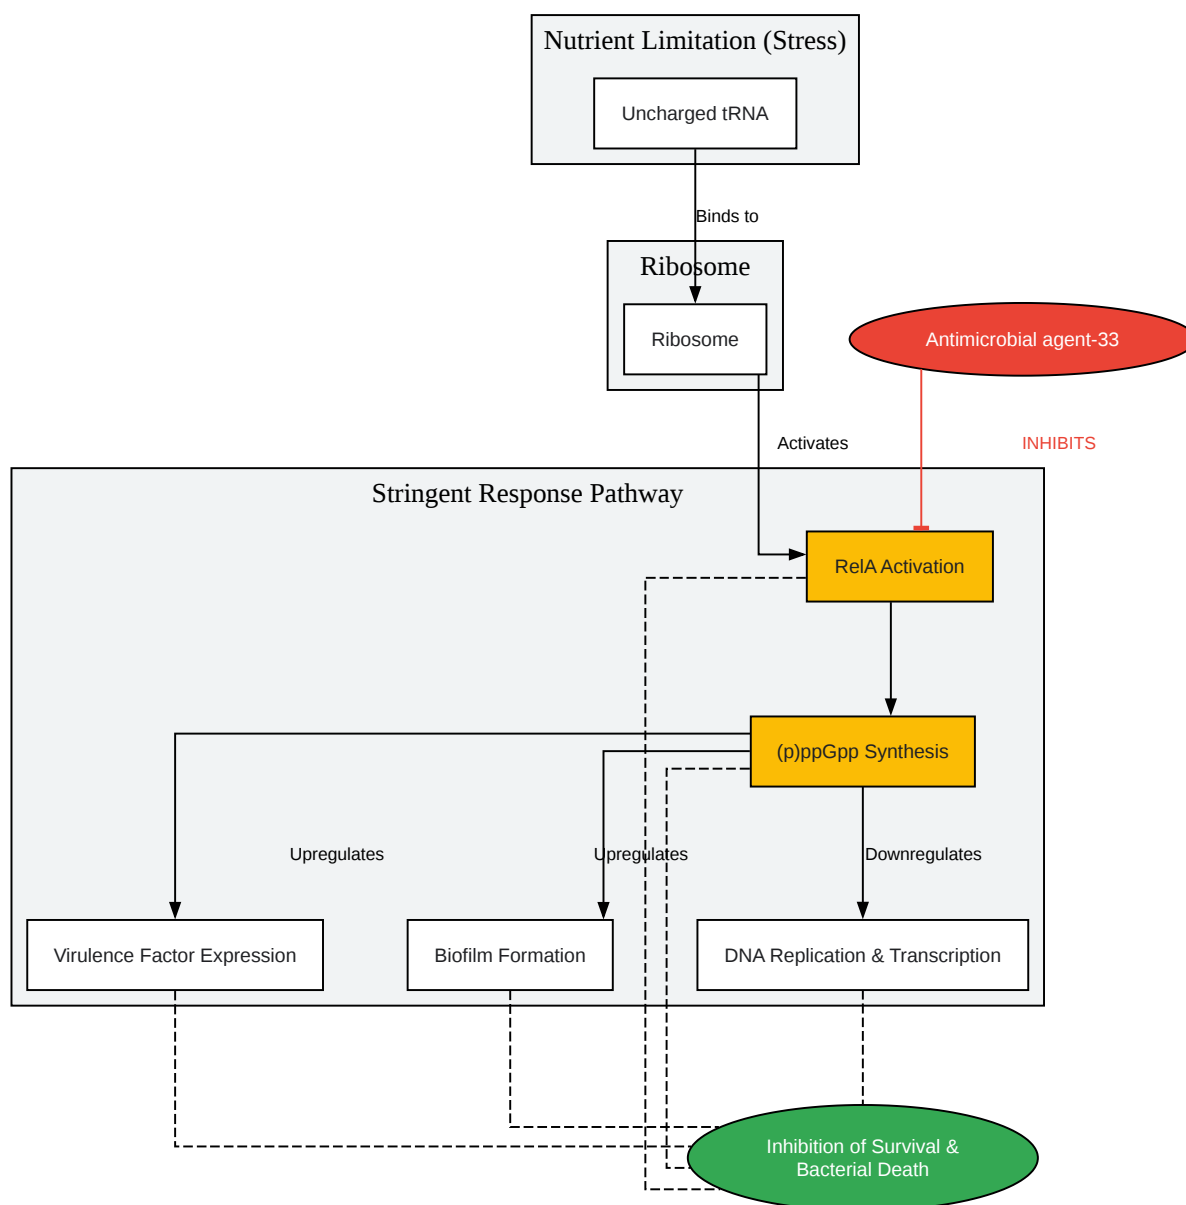 Nutrient Limitation (Stress)
Uncharged tRNA
Binds to
Ribosome
Ribosome
Antimicrobial agent-33
Activates
INHIBITS
Stringent Response Pathway
RelA Activation
(p)ppGpp Synthesis
Upregulates
Upregulates
Downregulates
Virulence Factor Expression
Biofilm Formation
DNA Replication & Transcription
Inhibition of Survival &
Bacterial Death